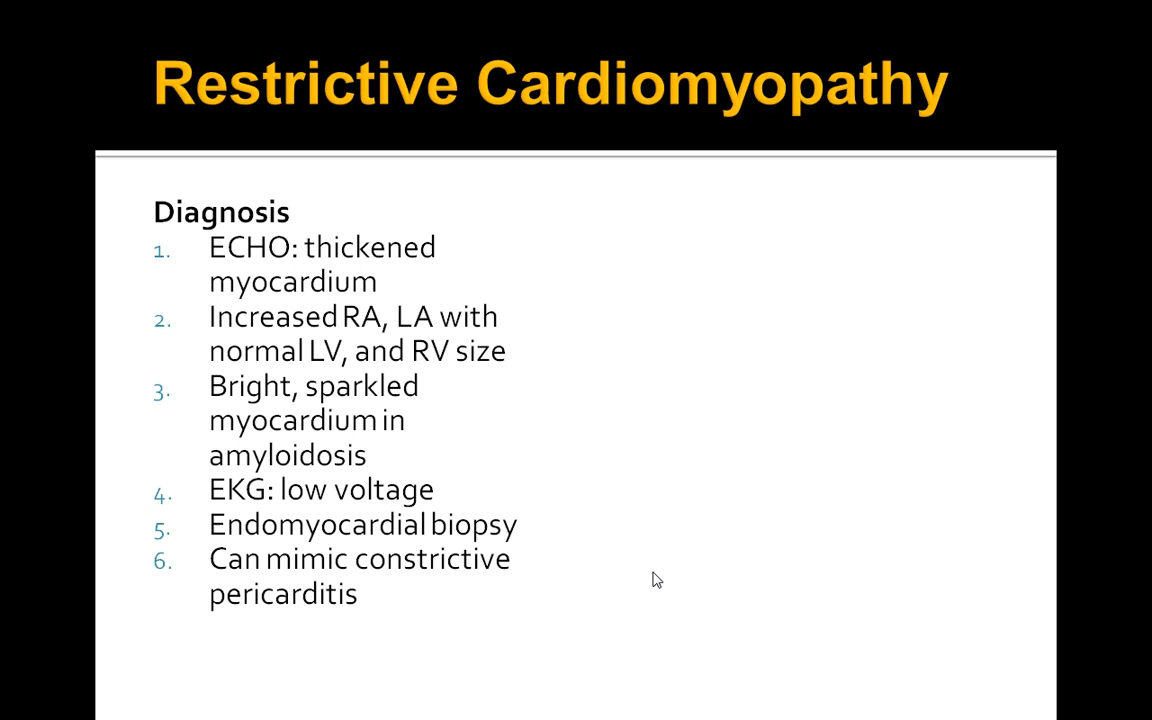 Restrictive Cardiomyopathy
Diagnosis
1. ECHO: thickened
myocardium
2. Increased RA, LA with
normal LV, and RV size
3. Bright, sparkled
myocardium in
amyloidosis
4. EKG: low voltage
5. Endomyocardial biopsy
6. Can mimic constrictive
pericarditis